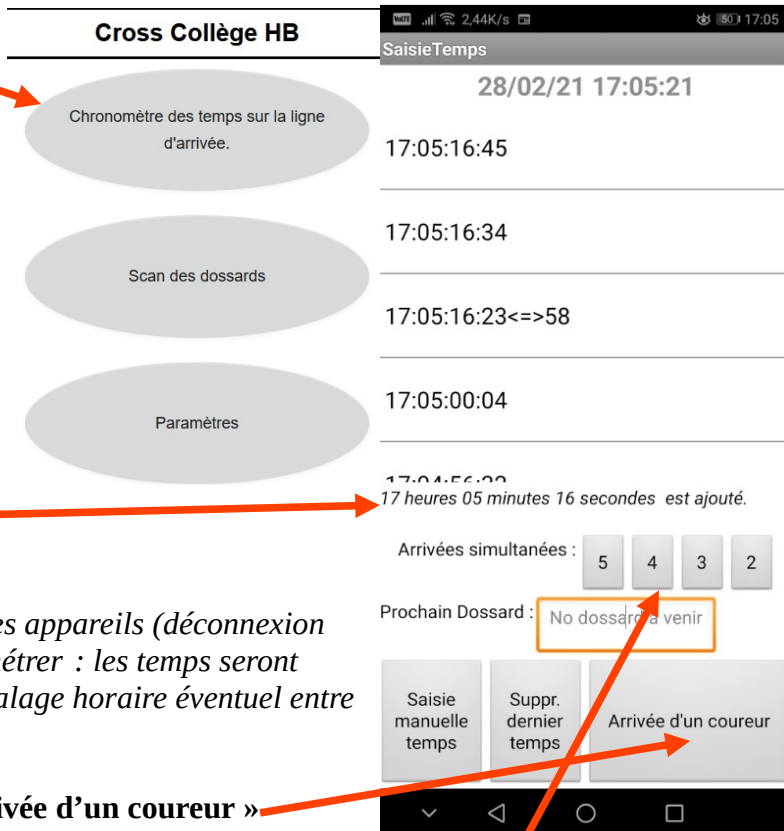 Cross Collège HB
Chronomètre des temps sur la ligne
d'arrivée.
Scan des dossards
Paramètres
es appareils (déconnexion
nétrer : les temps seront
alage horaire éventuel entre
ivée d’un coureur »
VoLTE 2,44K/s 50 17:05
SaisieTemps
28/02/21 17:05:21
17:05:16:45
17:05:16:34
17:05:16:23<=>58
17:05:00:04
17 heures 05 minutes 16 secondes est ajouté.
Arrivées simultanées : 5 4 3 2
Prochain Dossard : No dossard à venir
Saisie
manuelle
temps
Suppr.
dernier
temps
Arrivée d'un coureur